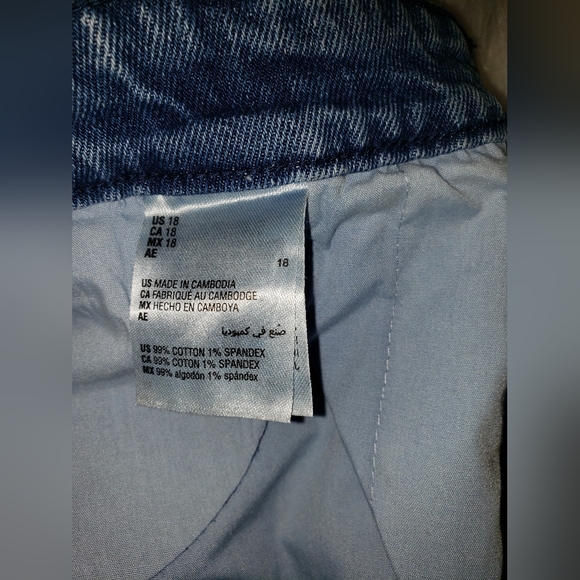 US 18
CA 18
MX 18
AE
18
US MADE IN CAMBODIA
CA FABRIQUÉ AU CAMBODGE
MX HECHO EN CAMBOYA
AE
صنع في كمبوديا
US 99% COTTON 1% SPANDEX
CA 99% COTON 1% SPANDEX
MX 99% algodón 1% spándex